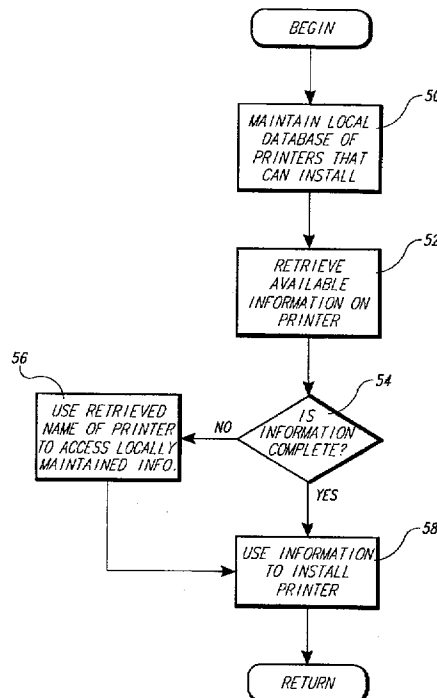 BEGIN
50
MAINTAIN LOCAL
DATABASE OF
PRINTERS THAT
CAN INSTALL
52
RETRIEVE
AVAILABLE
INFORMATION ON
PRINTER
54
IS
INFORMATION
COMPLETE?
NO
YES
56
USE RETRIEVED
NAME OF PRINTER
TO ACCESS LOCALLY
MAINTAINED INFO.
58
USE INFORMATION
TO INSTALL
PRINTER
RETURN